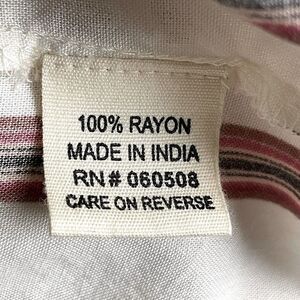 100% RAYON
MADE IN INDIA
RN# 060508
CARE ON REVERSE